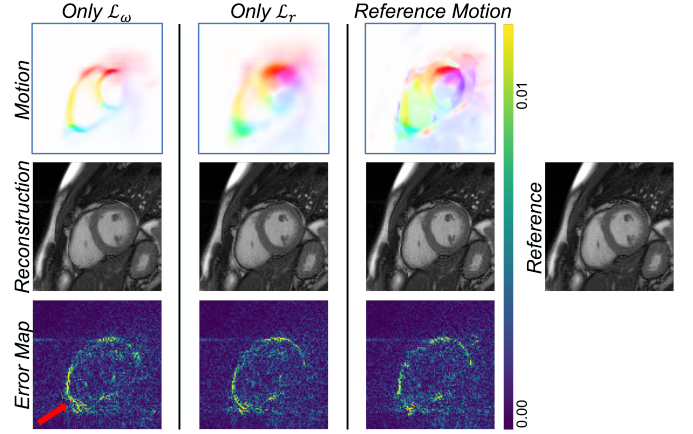 Only ℒ_ω
Only ℒ_r
Reference Motion
Motion
0.01
Reconstruction
Reference
Error Map
0.00